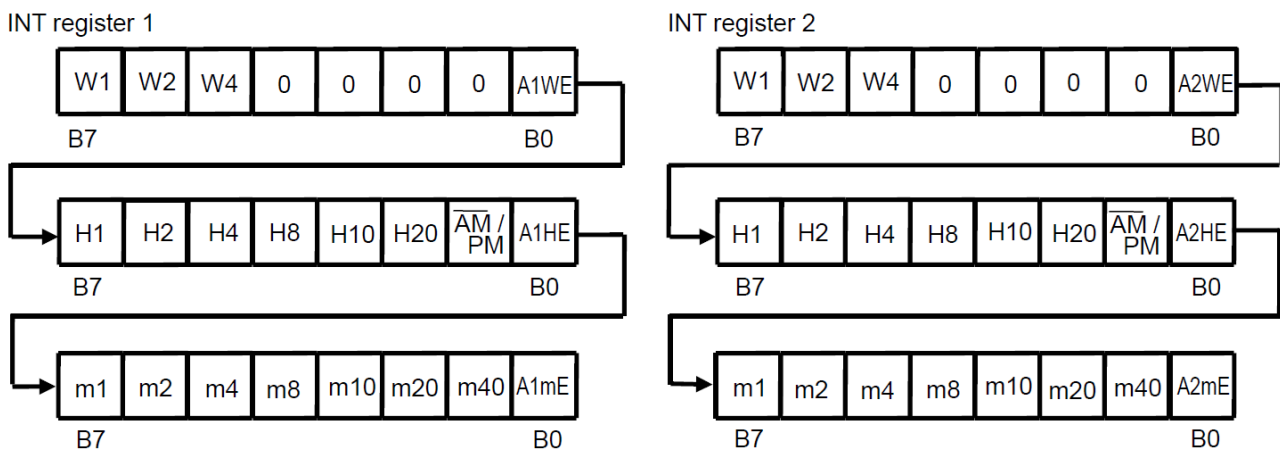 INT register 1
W1 W2 W4 0 0 0 0 A1WE
B7 B0
H1 H2 H4 H8 H10 H20 A̅M̅ / PM A1HE
B7 B0
m1 m2 m4 m8 m10 m20 m40 A1mE
B7 B0
INT register 2
W1 W2 W4 0 0 0 0 A2WE
B7 B0
H1 H2 H4 H8 H10 H20 A̅M̅ / PM A2HE
B7 B0
m1 m2 m4 m8 m10 m20 m40 A2mE
B7 B0